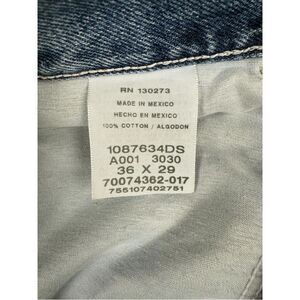 RN 130273
MADE IN MEXICO
HECHO EN MEXICO
100% COTTON / ALGODON
1087634DS
A001 3030
36 X 29
70074362-017
755107402751